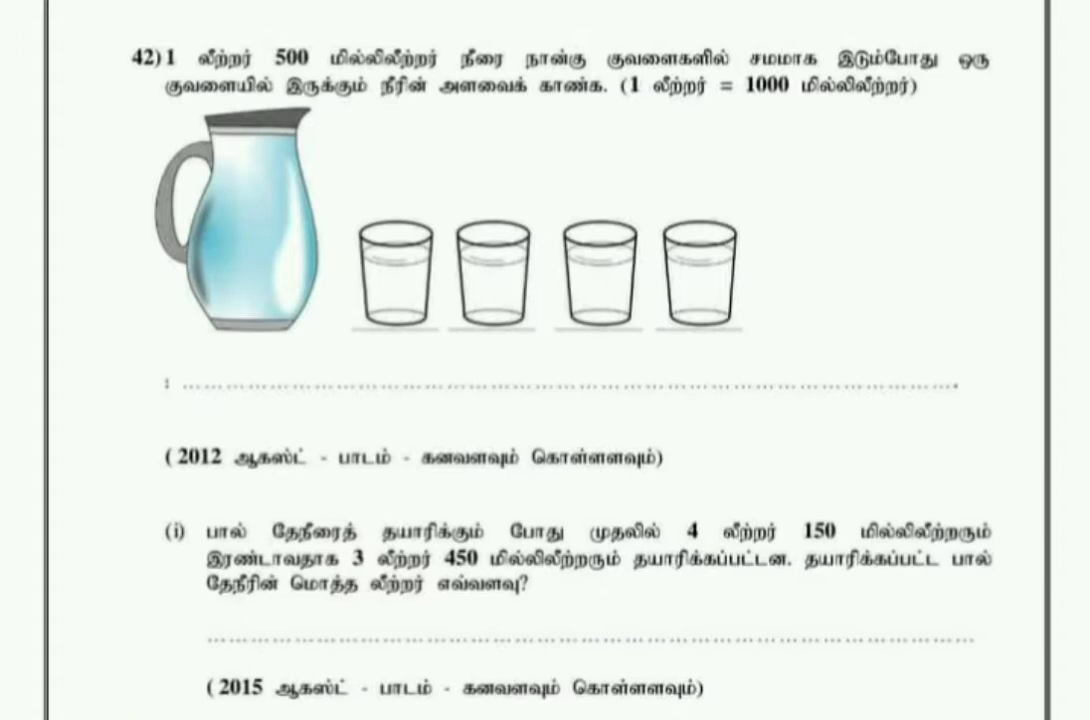 42) 1 லீற்றர் 500 மில்லிலீற்றர் நீரை நான்கு குவளைகளில் சமமாக இடும்போது ஒரு
குவளையில் இருக்கும் நீரின் அளவைக் காண்க. (1 லீற்றர் = 1000 மில்லிலீற்றர்)
: ........................................................................................................
( 2012 ஆகஸ்ட் - பாடம் - கனவளவும் கொள்ளளவும்)
(i) பால் தேநீரைத் தயாரிக்கும் போது முதலில் 4 லீற்றர் 150 மில்லிலீற்றரும்
இரண்டாவதாக 3 லீற்றர் 450 மில்லிலீற்றரும் தயாரிக்கப்பட்டன. தயாரிக்கப்பட்ட பால்
தேநீரின் மொத்த லீற்றர் எவ்வளவு?
........................................................................................................
( 2015 ஆகஸ்ட் - பாடம் - கனவளவும் கொள்ளளவும்)